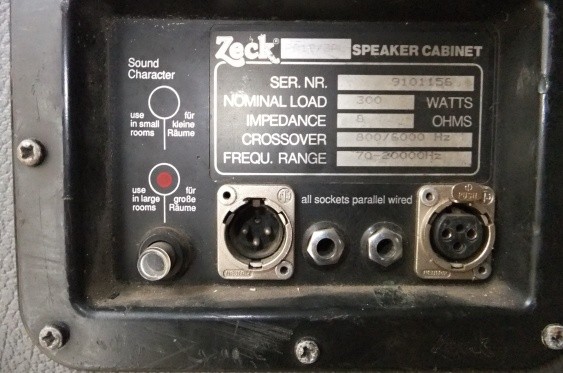 Zeck SPEAKER CABINET
SER. NR. 9101156
NOMINAL LOAD 300 WATTS
IMPEDANCE 8 OHMS
CROSSOVER 800/6000 Hz
FREQU. RANGE 70-20000Hz
Sound
Character
use für
in small kleine
rooms Räume
use für
in large große
rooms Räume
all sockets parallel wired
PUSH